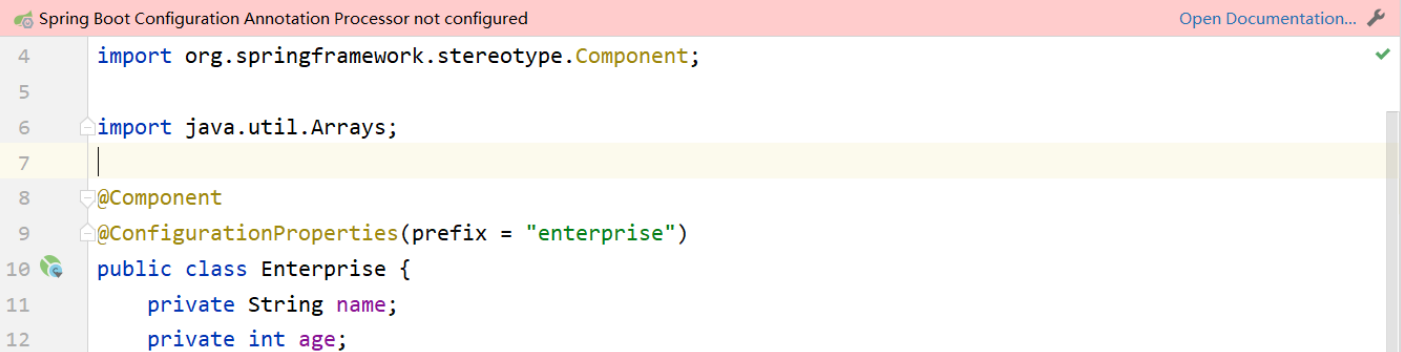 Spring Boot Configuration Annotation Processor not configured Open Documentation...
4 import org.springframework.stereotype.Component;
5
6 import java.util.Arrays;
7
8 @Component
9 @ConfigurationProperties(prefix = "enterprise")
10 public class Enterprise {
11     private String name;
12     private int age;